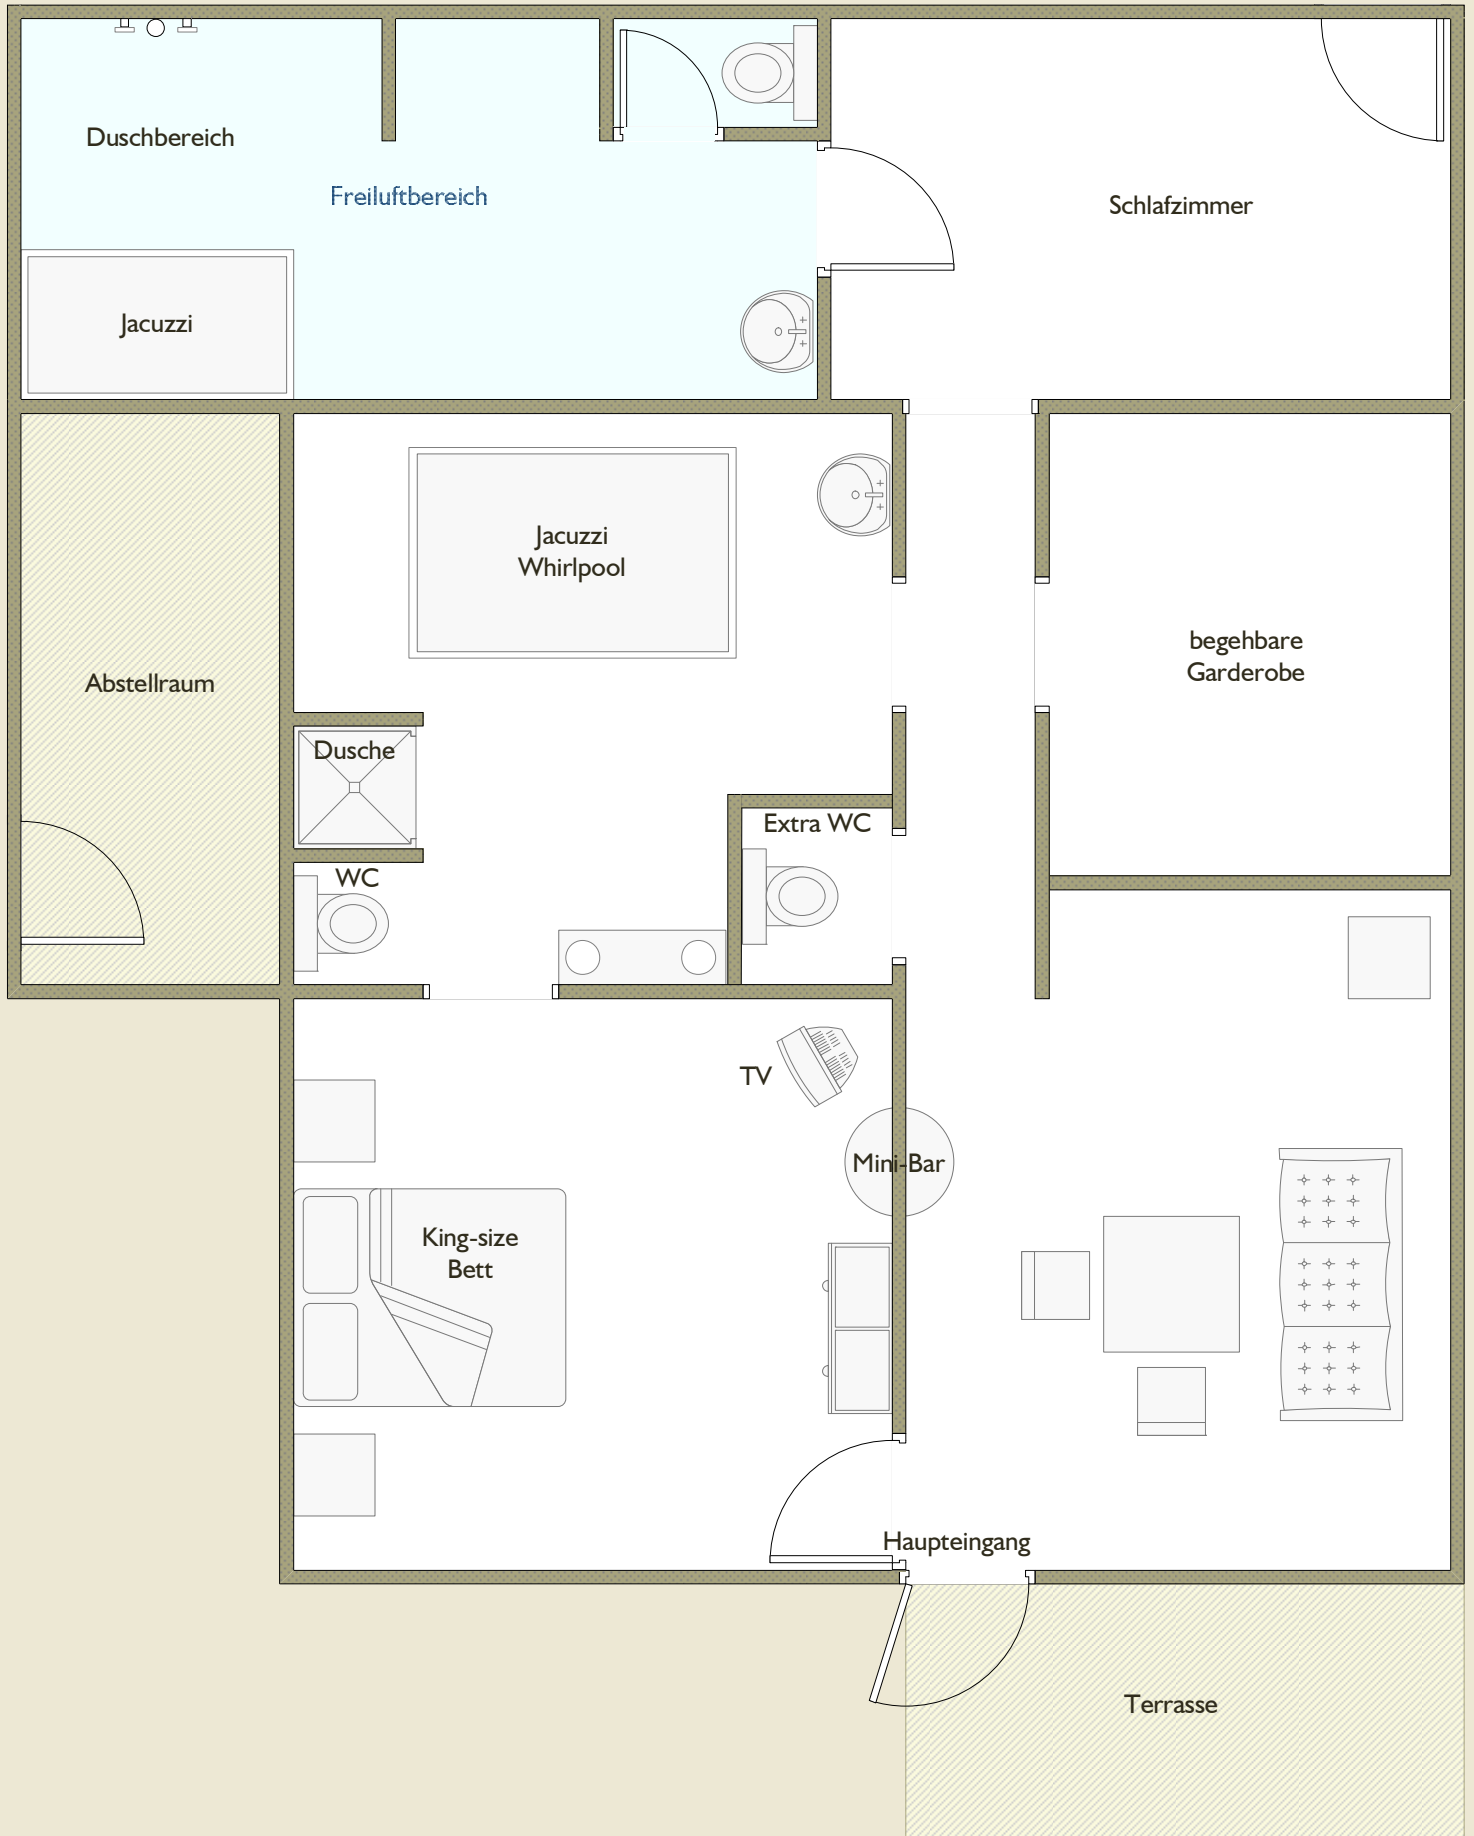 Duschbereich
Freiluftbereich
Schlafzimmer
Jacuzzi
Jacuzzi
Whirlpool
begehbare
Garderobe
Abstellraum
Dusche
Extra WC
WC
TV
Mini-Bar
King-size
Bett
Haupteingang
Terrasse